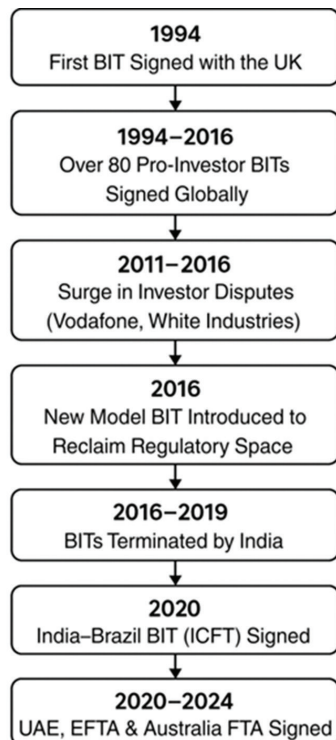 1994
First BIT Signed with the UK
1994–2016
Over 80 Pro-Investor BITs
Signed Globally
2011–2016
Surge in Investor Disputes
(Vodafone, White Industries)
2016
New Model BIT Introduced to
Reclaim Regulatory Space
2016–2019
BITs Terminated by India
2020
India–Brazil BIT (ICFT) Signed
2020–2024
UAE, EFTA & Australia FTA Signed